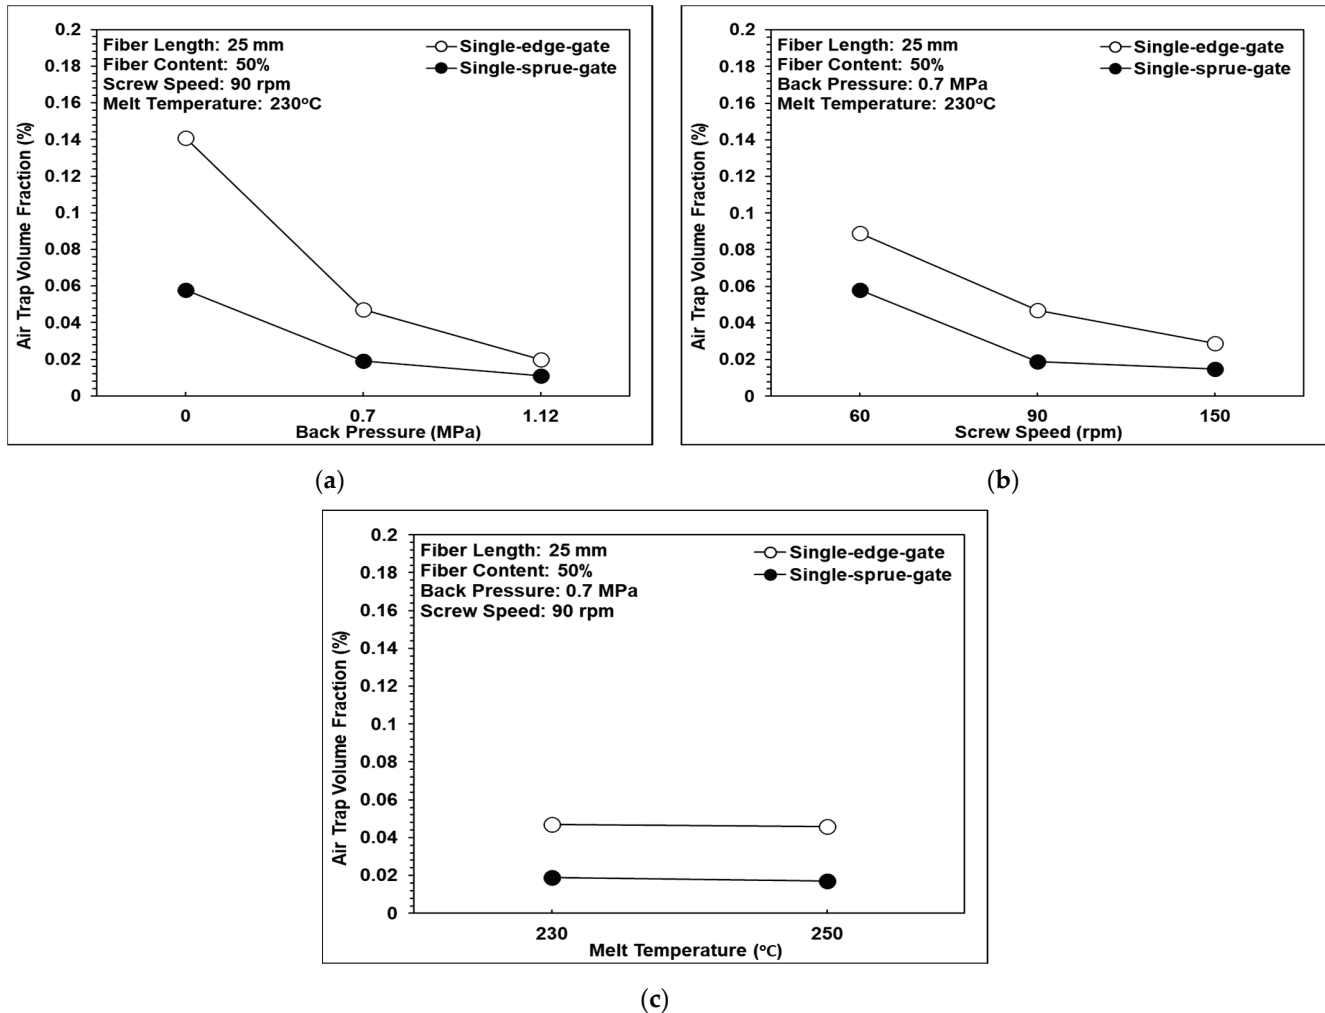 0.2
0.18
0.16
0.14
0.12
0.1
0.08
0.06
0.04
0.02
0
Air Trap Volume Fraction (%)
Fiber Length: 25 mm
Fiber Content: 50%
Screw Speed: 90 rpm
Melt Temperature: 230°C
Single-edge-gate
Single-sprue-gate
0 0.7 1.12
Back Pressure (MPa)
(a)
0.2
0.18
0.16
0.14
0.12
0.1
0.08
0.06
0.04
0.02
0
Air Trap Volume Fraction (%)
Fiber Length: 25 mm
Fiber Content: 50%
Back Pressure: 0.7 MPa
Melt Temperature: 230°C
Single-edge-gate
Single-sprue-gate
60 90 150
Screw Speed (rpm)
(b)
0.2
0.18
0.16
0.14
0.12
0.1
0.08
0.06
0.04
0.02
0
Air Trap Volume Fraction (%)
Fiber Length: 25 mm
Fiber Content: 50%
Back Pressure: 0.7 MPa
Screw Speed: 90 rpm
Single-edge-gate
Single-sprue-gate
230 250
Melt Temperature (°C)
(c)